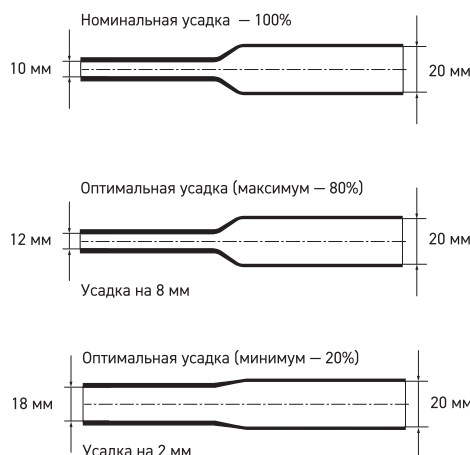 Номинальная усадка — 100%
10 мм
20 мм
Оптимальная усадка (максимум — 80%)
12 мм
20 мм
Усадка на 8 мм
Оптимальная усадка (минимум — 20%)
18 мм
20 мм
Усадка на 2 мм